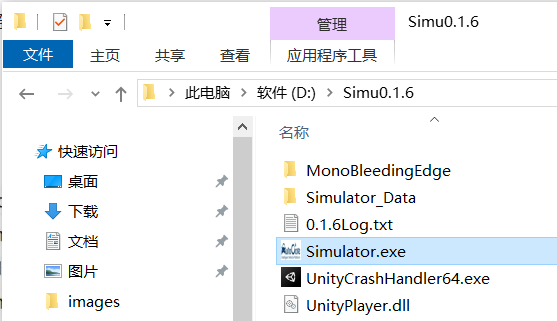 管理
Simu0.1.6
文件
主页
共享
查看
应用程序工具
此电脑
软件 (D:)
Simu0.1.6
快速访问
桌面
下载
文档
图片
images
名称
MonoBleedingEdge
Simulator_Data
0.1.6Log.txt
Simulator.exe
UnityCrashHandler64.exe
UnityPlayer.dll